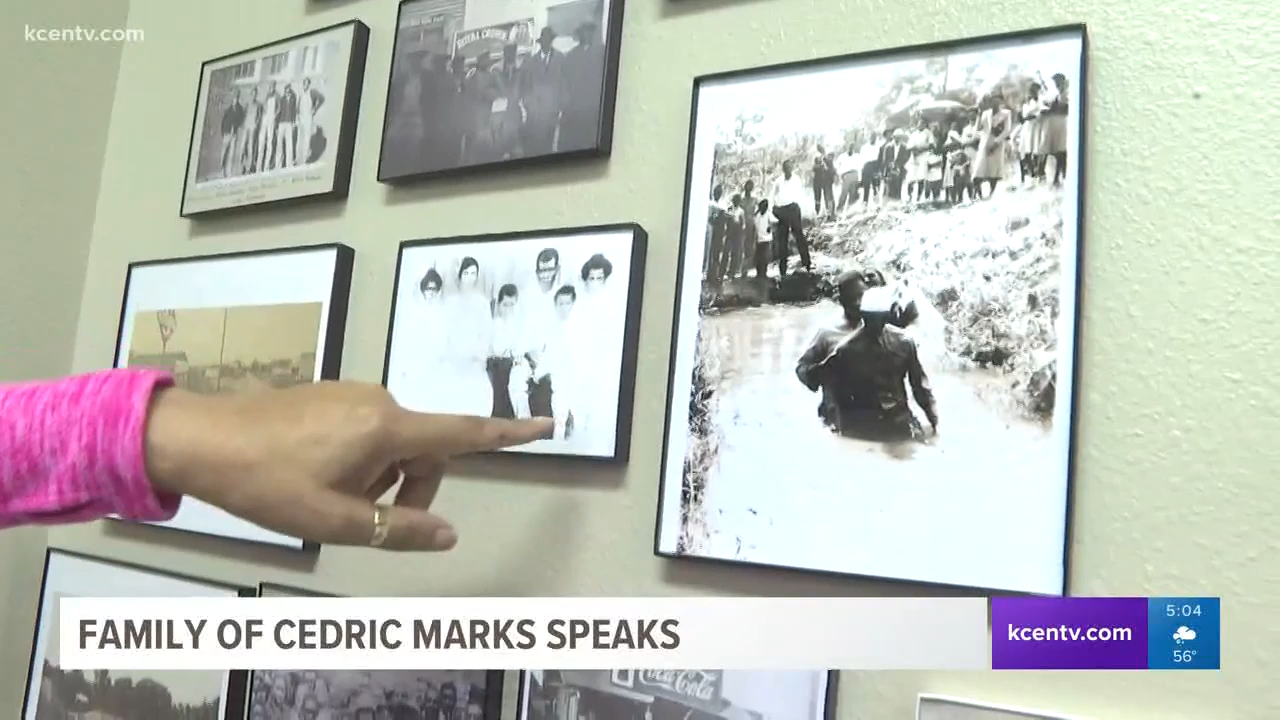 kcentv.com
Coca-Cola
FAMILY OF CEDRIC MARKS SPEAKS
kcentv.com
5:04
56°